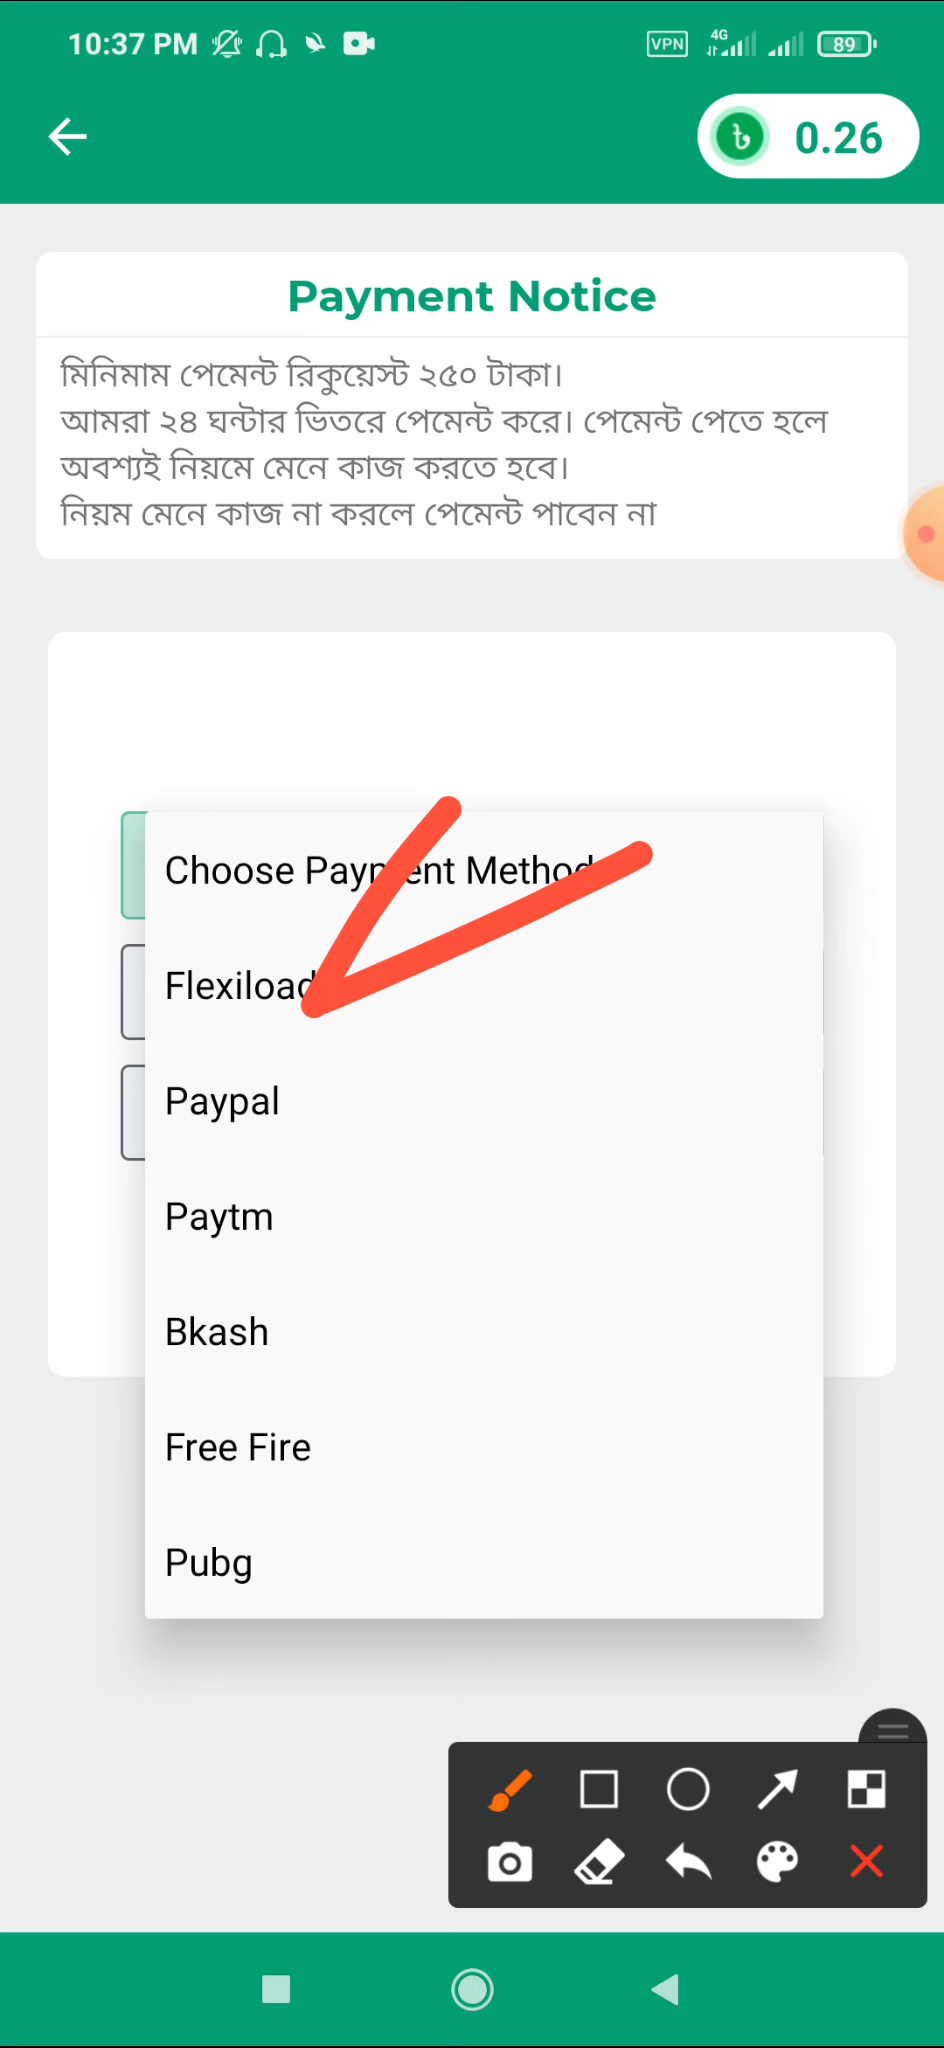 10:37 PM
VPN
4G
89
0.26
Payment Notice
মিনিমাম পেমেন্ট রিকুয়েস্ট ২৫০ টাকা।
আমরা ২৪ ঘন্টার ভিতরে পেমেন্ট করে। পেমেন্ট পেতে হলে
অবশ্যই নিয়মে মেনে কাজ করতে হবে।
নিয়ম মেনে কাজ না করলে পেমেন্ট পাবেন না
Choose Payment Method
Flexiload
Paypal
Paytm
Bkash
Free Fire
Pubg